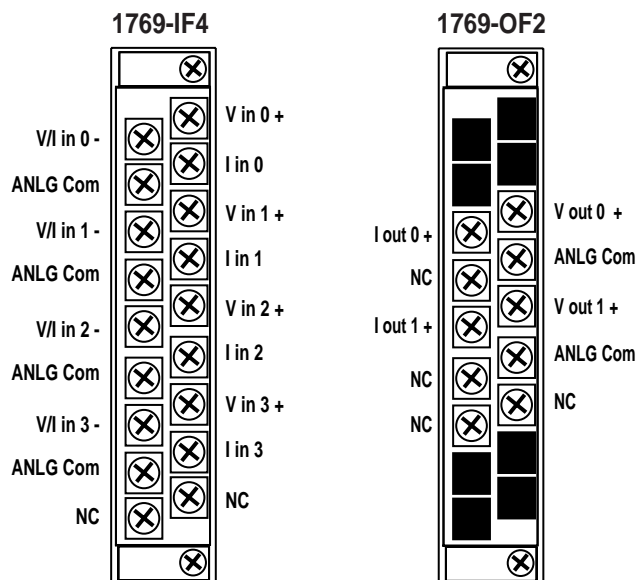 1769-IF4
V/I in 0 -
ANLG Com
V/I in 1 -
ANLG Com
V/I in 2 -
ANLG Com
V/I in 3 -
ANLG Com
NC
V in 0 +
I in 0
V in 1 +
I in 1
V in 2 +
I in 2
V in 3 +
I in 3
NC
1769-OF2
I out 0 +
NC
I out 1 +
NC
NC
V out 0 +
ANLG Com
V out 1 +
ANLG Com
NC